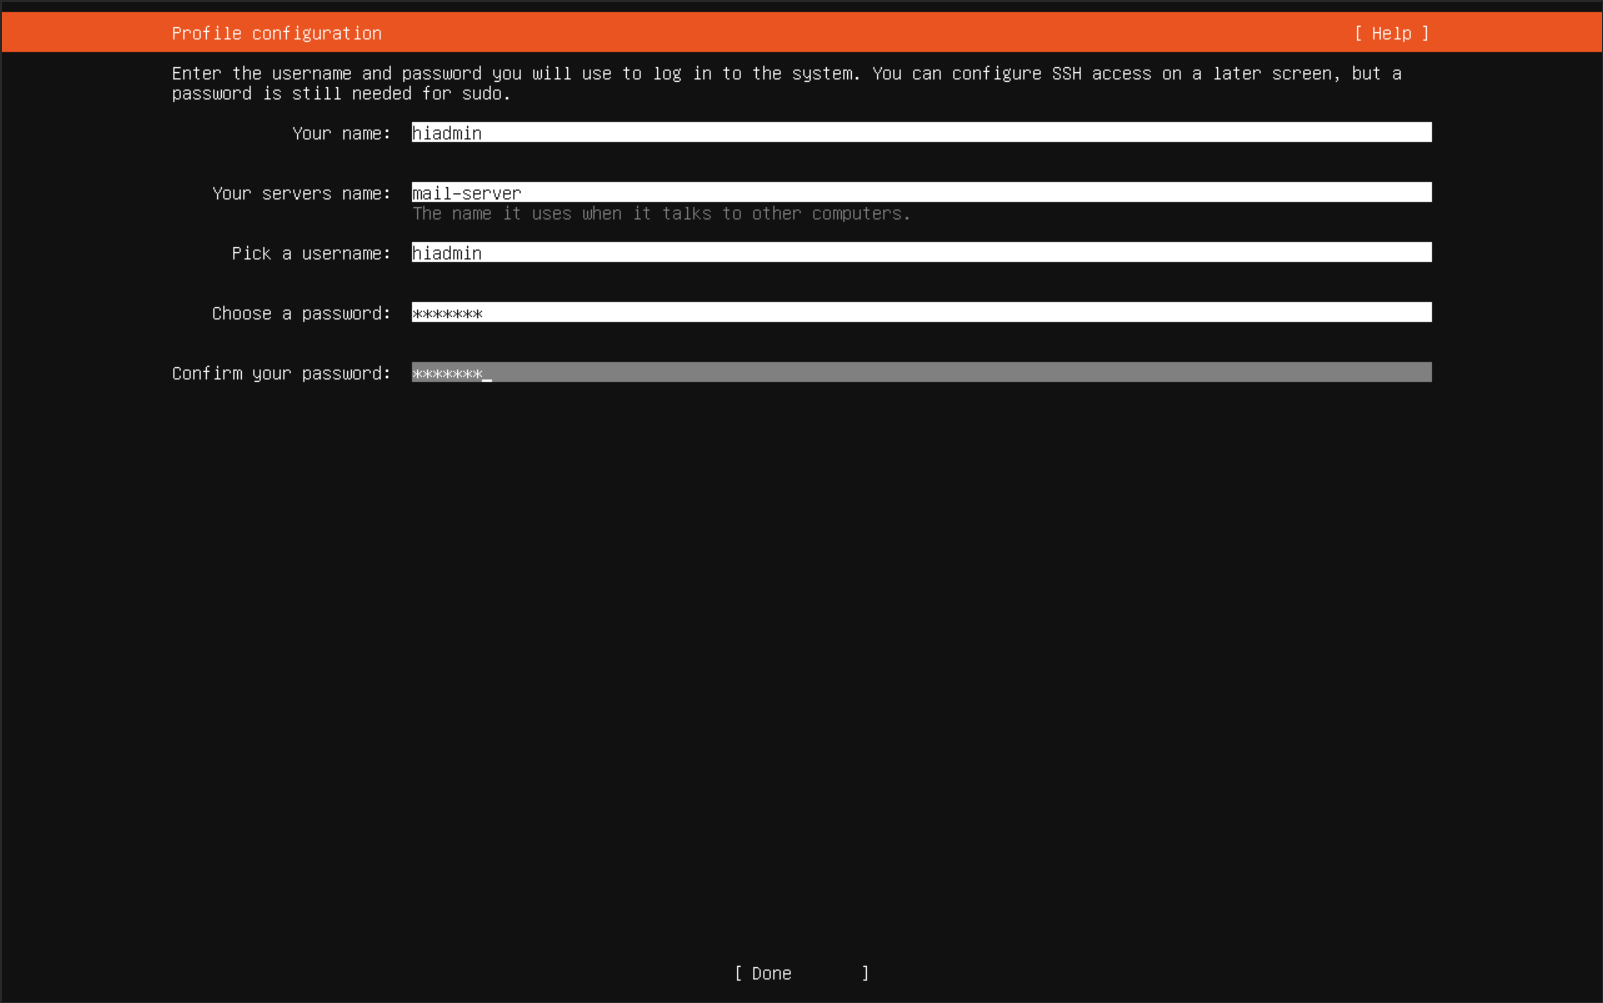 Profile configuration [ Help ]
Enter the username and password you will use to log in to the system. You can configure SSH access on a later screen, but a
password is still needed for sudo.
Your name: hiadmin
Your servers name: mail-server
The name it uses when it talks to other computers.
Pick a username: hiadmin
Choose a password: *******
Confirm your password: *******_
[ Done ]